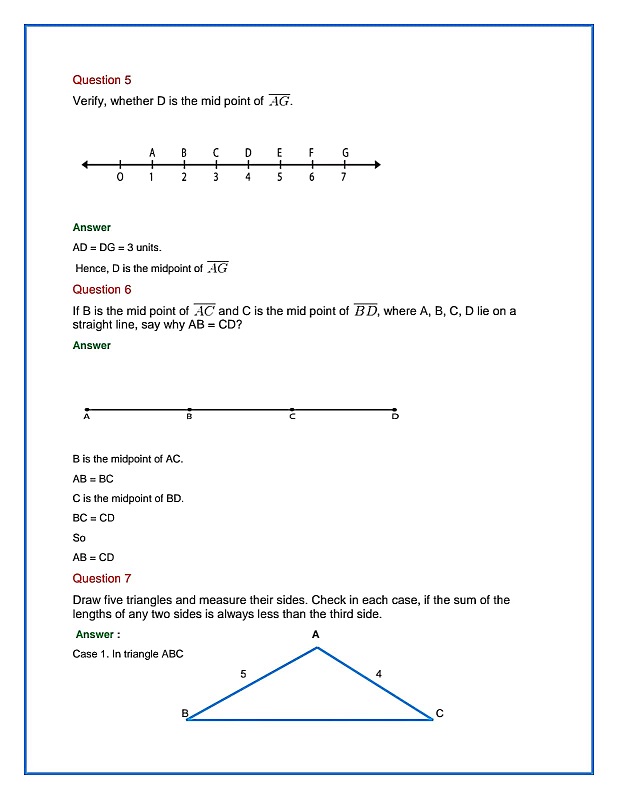 Question 5
Verify, whether D is the mid point of AG.
A B C D E F G
0 1 2 3 4 5 6 7
Answer
AD = DG = 3 units.
Hence, D is the midpoint of AG
Question 6
If B is the mid point of AC and C is the mid point of BD, where A, B, C, D lie on a
straight line, say why AB = CD?
Answer
A B C D
B is the midpoint of AC.
AB = BC
C is the midpoint of BD.
BC = CD
So
AB = CD
Question 7
Draw five triangles and measure their sides. Check in each case, if the sum of the
lengths of any two sides is always less than the third side.
Answer :
A
Case 1. In triangle ABC
5 4
B C